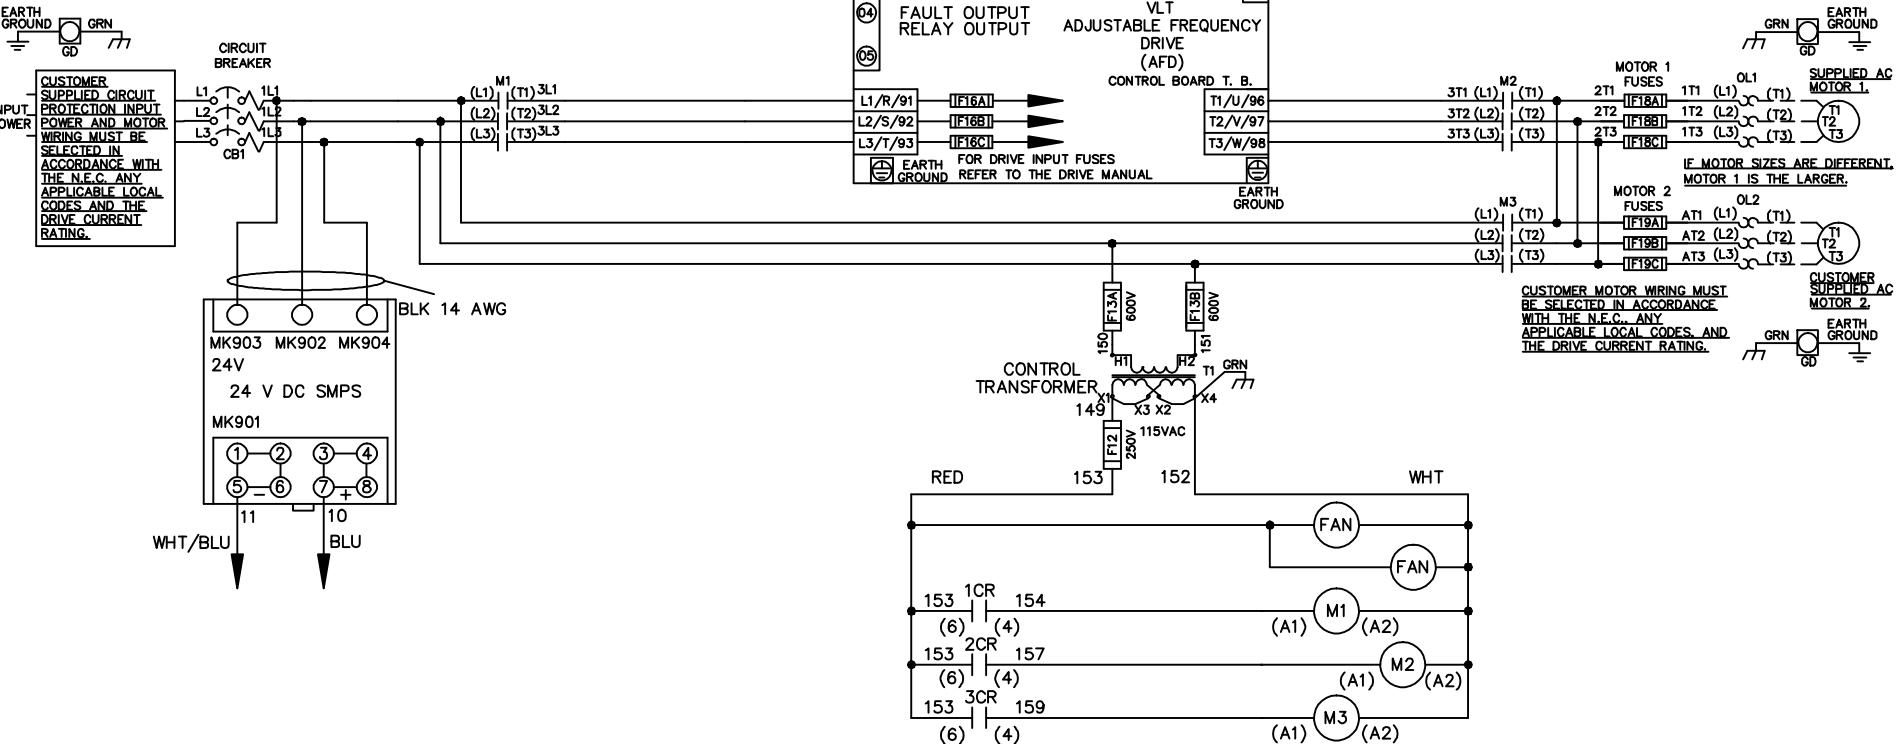 EARTH
GROUND
GRN
GD
CIRCUIT
BREAKER
04
FAULT OUTPUT
RELAY OUTPUT
05
VLT
ADJUSTABLE FREQUENCY
DRIVE
(AFD)
CONTROL BOARD T. B.
GRN
EARTH
GROUND
GD
CUSTOMER
SUPPLIED CIRCUIT
PROTECTION INPUT
POWER AND MOTOR
WIRING MUST BE
SELECTED IN
ACCORDANCE WITH
THE N.E.C. ANY
APPLICABLE LOCAL
CODES AND THE
DRIVE CURRENT
RATING.
L1
L2
L3
1L1
1L2
1L3
CB1
M1
(L1) (T1) 3L1
(L2) (T2) 3L2
(L3) (T3) 3L3
L1/R/91
L2/S/92
L3/T/93
F16A
F16B
F16C
EARTH
GROUND
FOR DRIVE INPUT FUSES
REFER TO THE DRIVE MANUAL
T1/U/96
T2/V/97
T3/W/98
EARTH
GROUND
M2
3T1 (L1) (T1)
3T2 (L2) (T2)
3T3 (L3) (T3)
MOTOR 1
FUSES
2T1 F18A 1T1 (L1)
2T2 F18B 1T2 (L2)
2T3 F18C 1T3 (L3)
OL1
(T1)
(T2)
(T3)
T1
T2
T3
SUPPLIED AC
MOTOR 1.
IF MOTOR SIZES ARE DIFFERENT,
MOTOR 1 IS THE LARGER.
M3
(L1) (T1)
(L2) (T2)
(L3) (T3)
MOTOR 2
FUSES
F19A AT1 (L1)
F19B AT2 (L2)
F19C AT3 (L3)
OL2
(T1)
(T2)
(T3)
T1
T2
T3
CUSTOMER
SUPPLIED AC
MOTOR 2.
CUSTOMER MOTOR WIRING MUST
BE SELECTED IN ACCORDANCE
WITH THE N.E.C., ANY
APPLICABLE LOCAL CODES, AND
THE DRIVE CURRENT RATING.
GRN
EARTH
GROUND
GD
BLK 14 AWG
MK903 MK902 MK904
24V
24 V DC SMPS
MK901
1 2 3 4
5 - 6 7 + 8
11
10
WHT/BLU
BLU
F13A
600V
F13B
600V
150
151
H1
H2
CONTROL
TRANSFORMER
T1
GRN
X1
X3 X2
X4
149
115VAC
F12
250V
RED
153
152
WHT
FAN
FAN
153 1CR 154
(6) (4)
M1
(A1) (A2)
153 2CR 157
(6) (4)
M2
(A1) (A2)
153 3CR 159
(6) (4)
M3
(A1) (A2)